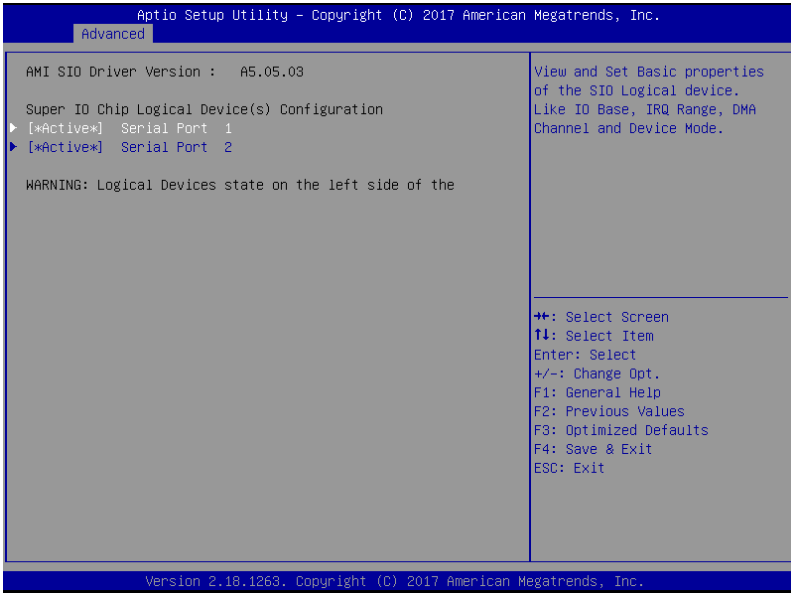 Aptio Setup Utility – Copyright (C) 2017 American Megatrends, Inc.
Advanced
AMI SIO Driver Version : A5.05.03
Super IO Chip Logical Device(s) Configuration
[*Active*] Serial Port 1
[*Active*] Serial Port 2
WARNING: Logical Devices state on the left side of the
View and Set Basic properties
of the SIO Logical device.
Like IO Base, IRQ Range, DMA
Channel and Device Mode.
→←: Select Screen
↑↓: Select Item
Enter: Select
+/-: Change Opt.
F1: General Help
F2: Previous Values
F3: Optimized Defaults
F4: Save & Exit
ESC: Exit
Version 2.18.1263. Copyright (C) 2017 American Megatrends, Inc.